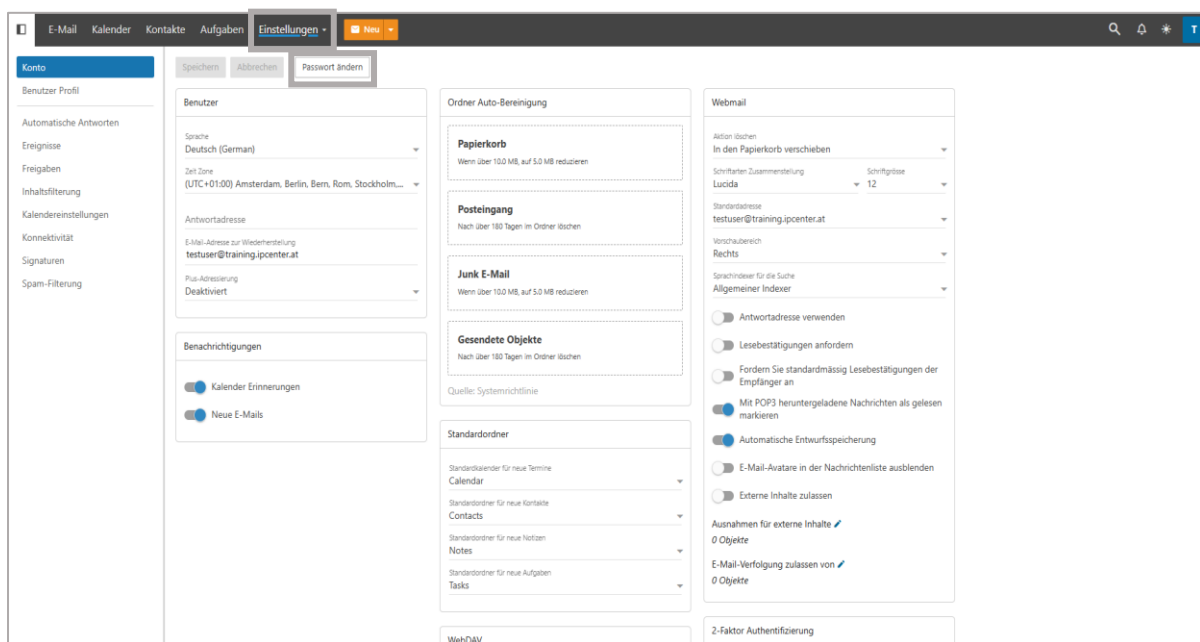 E-Mail Kalender Kontakte Aufgaben Einstellungen Neu T
Konto
Benutzer Profil
Automatische Antworten
Ereignisse
Freigaben
Inhaltsfilterung
Kalendereinstellungen
Konnektivität
Signaturen
Spam-Filterung
Speichern Abbrechen Passwort ändern
Benutzer
Sprache
Deutsch (German)
Zeit Zone
(UTC+01:00) Amsterdam, Berlin, Bern, Rom, Stockholm,...
Antwortadresse
E-Mail-Adresse zur Wiederherstellung
testuser@training.ipcenter.at
Plus-Adressierung
Deaktiviert
Benachrichtigungen
Kalender Erinnerungen
Neue E-Mails
Ordner Auto-Bereinigung
Papierkorb
Wenn über 10.0 MB, auf 5.0 MB reduzieren
Posteingang
Nach über 180 Tagen im Ordner löschen
Junk E-Mail
Wenn über 10.0 MB, auf 5.0 MB reduzieren
Gesendete Objekte
Nach über 180 Tagen im Ordner löschen
Quelle: Systemrichtlinie
Standardordner
Standardkalender für neue Termine
Calendar
Standardordner für neue Kontakte
Contacts
Standardordner für neue Notizen
Notes
Standardordner für neue Aufgaben
Tasks
WebDAV
Webmail
Aktion löschen
In den Papierkorb verschieben
Schriftarten Zusammenstellung Schriftgrösse
Lucida 12
Standardadresse
testuser@training.ipcenter.at
Vorschaubereich
Rechts
Sprachindexer für die Suche
Allgemeiner Indexer
Antwortadresse verwenden
Lesebestätigungen anfordern
Fordern Sie standardmässig Lesebestätigungen der
Empfänger an
Mit POP3 heruntergeladene Nachrichten als gelesen
markieren
Automatische Entwurfsspeicherung
E-Mail-Avatare in der Nachrichtenliste ausblenden
Externe Inhalte zulassen
Ausnahmen für externe Inhalte
0 Objekte
E-Mail-Verfolgung zulassen von
0 Objekte
2-Faktor Authentifizierung